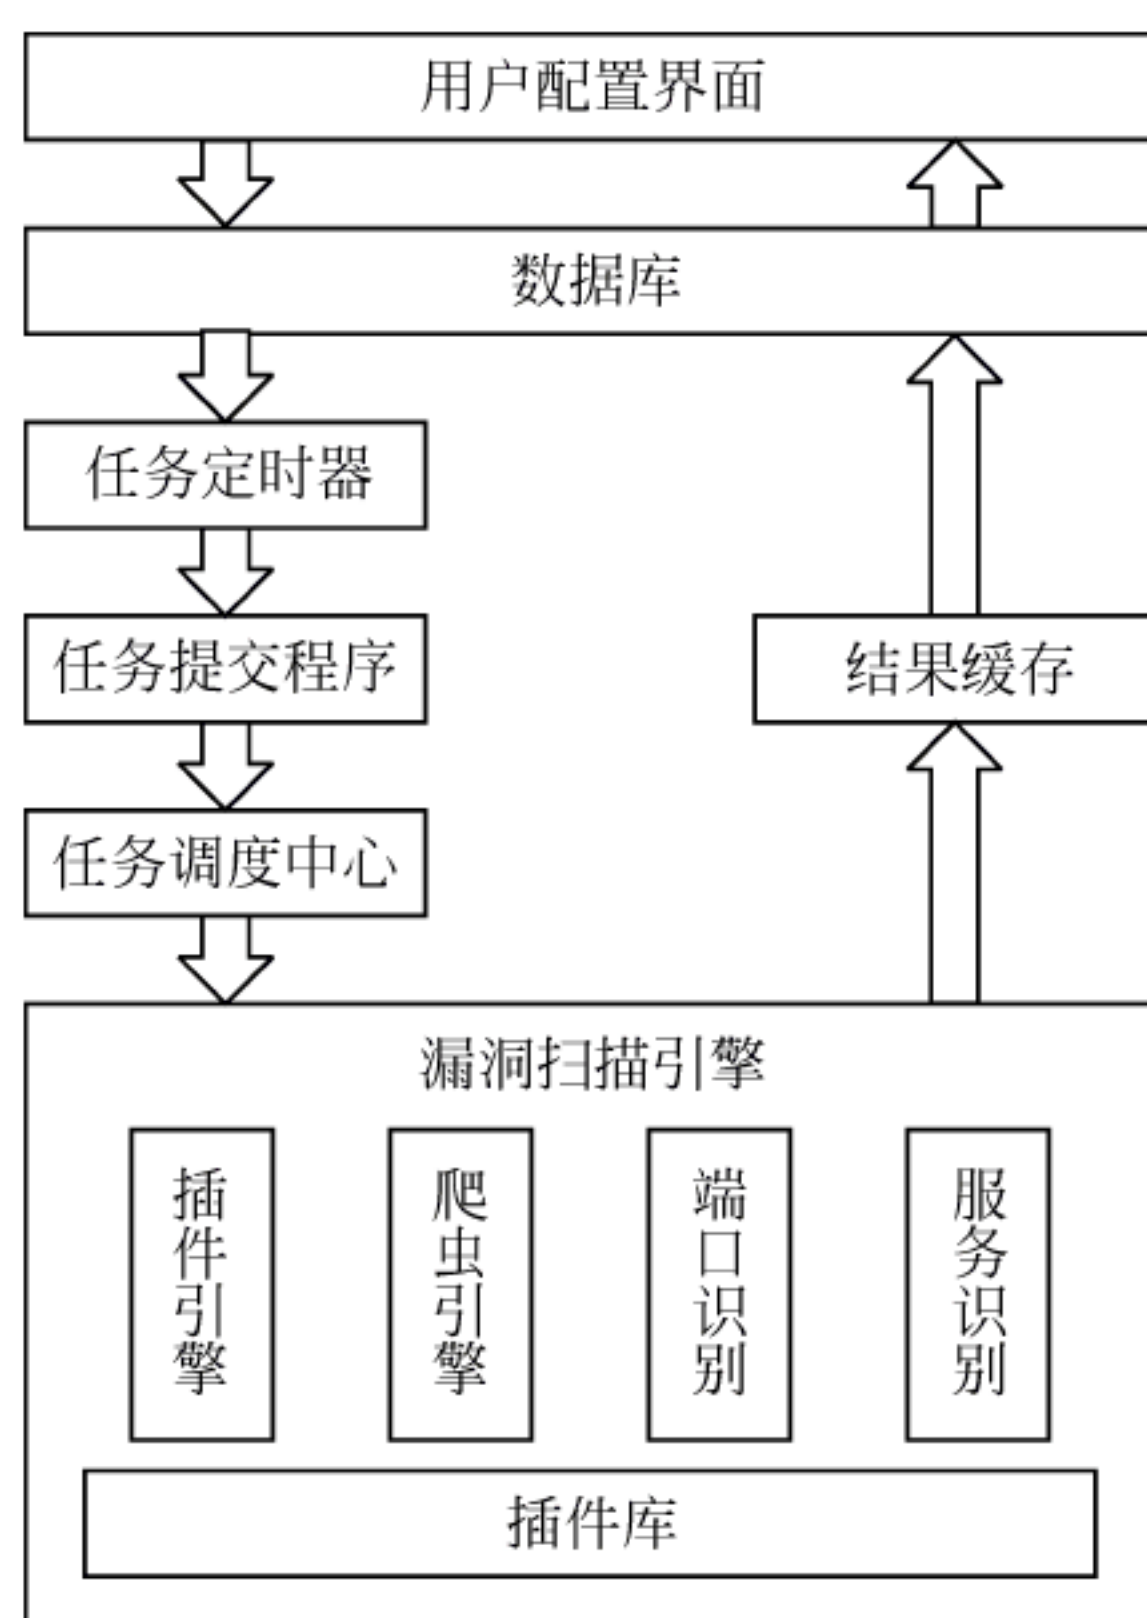 用户配置界面
数据库
任务定时器
任务提交程序
结果缓存
任务调度中心
漏洞扫描引擎
插件引擎
爬虫引擎
端口识别
服务识别
插件库